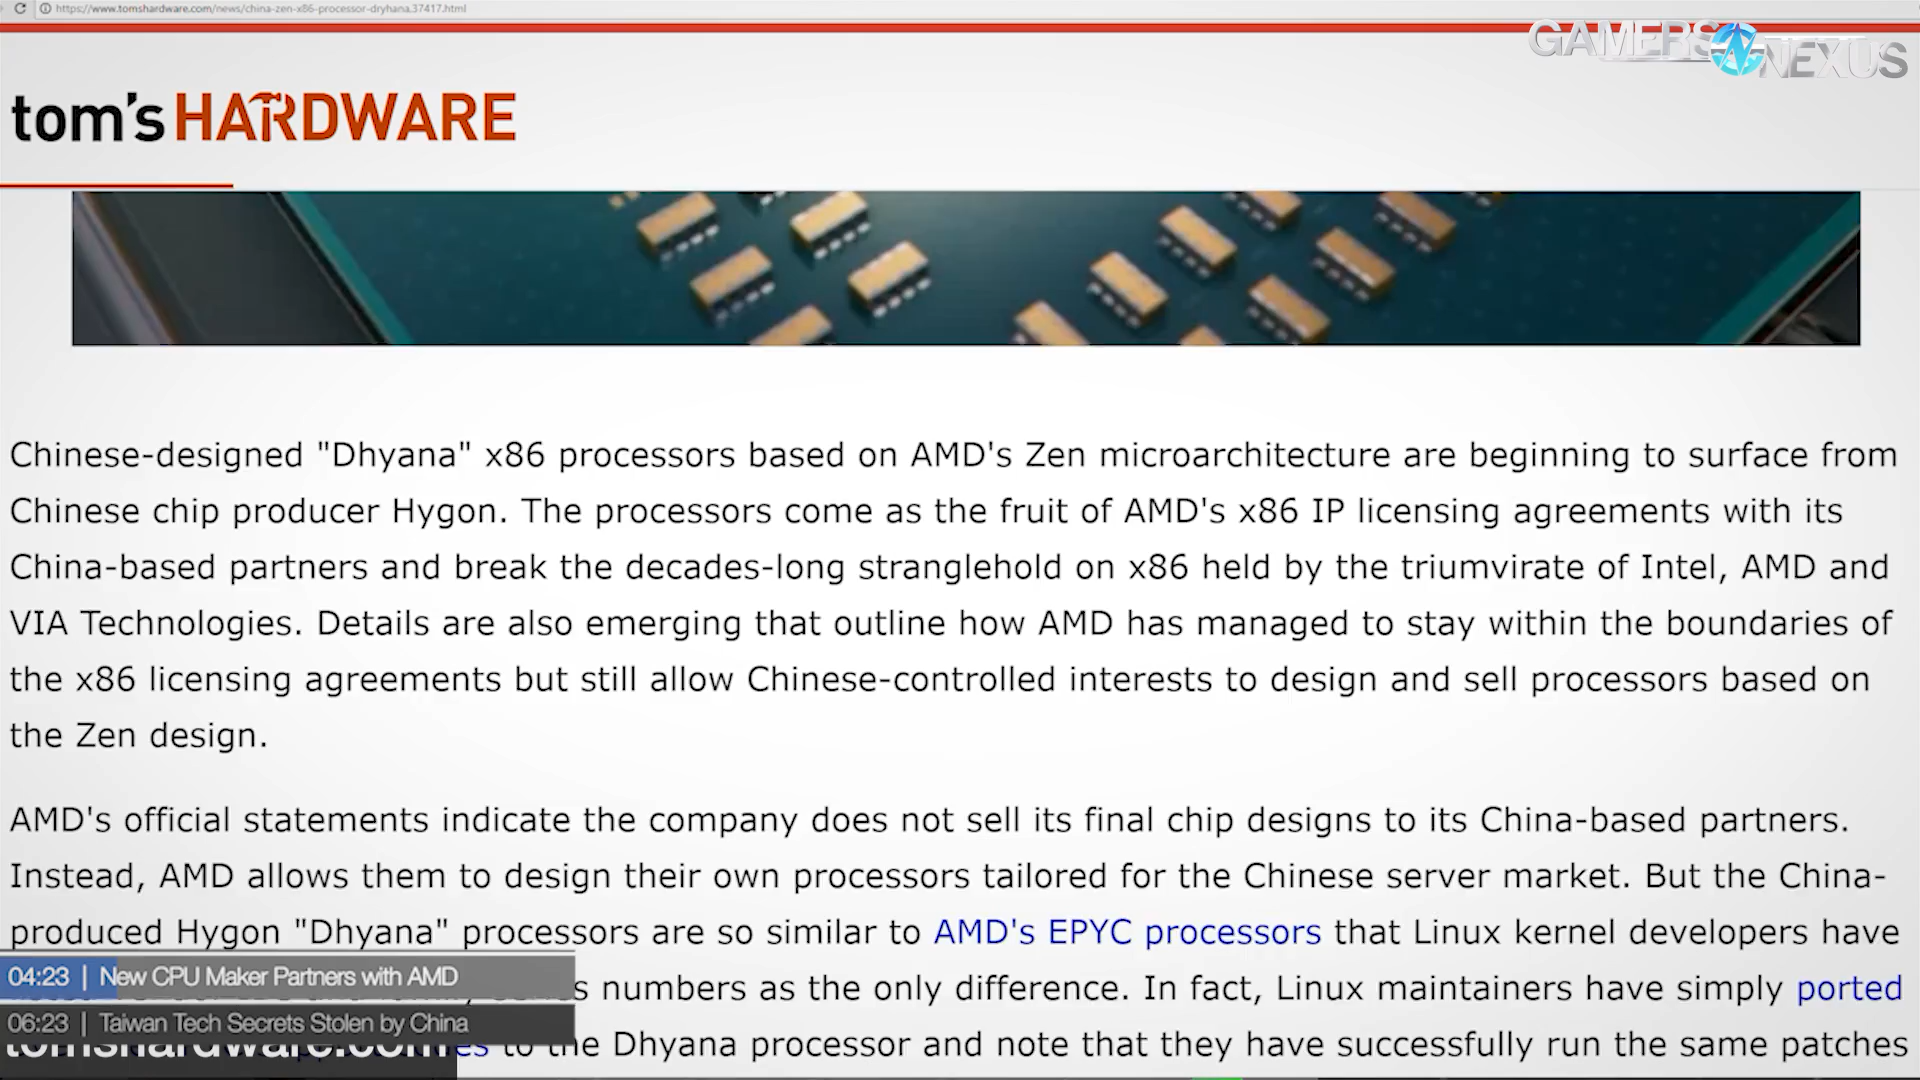 https://www.tomshardware.com/news/china-zen-x86-processor-dryhana,37417.html
GAMERS NEXUS
tom's HARDWARE
Chinese-designed "Dhyana" x86 processors based on AMD's Zen microarchitecture are beginning to surface from
Chinese chip producer Hygon. The processors come as the fruit of AMD's x86 IP licensing agreements with its
China-based partners and break the decades-long stranglehold on x86 held by the triumvirate of Intel, AMD and
VIA Technologies. Details are also emerging that outline how AMD has managed to stay within the boundaries of
the x86 licensing agreements but still allow Chinese-controlled interests to design and sell processors based on
the Zen design.
AMD's official statements indicate the company does not sell its final chip designs to its China-based partners.
Instead, AMD allows them to design their own processors tailored for the Chinese server market. But the China-
produced Hygon "Dhyana" processors are so similar to AMD's EPYC processors that Linux kernel developers have
04:23 | New CPU Maker Partners with AMD
numbers as the only difference. In fact, Linux maintainers have simply ported
06:23 | Taiwan Tech Secrets Stolen by China
tomshardware.com
to the Dhyana processor and note that they have successfully run the same patches